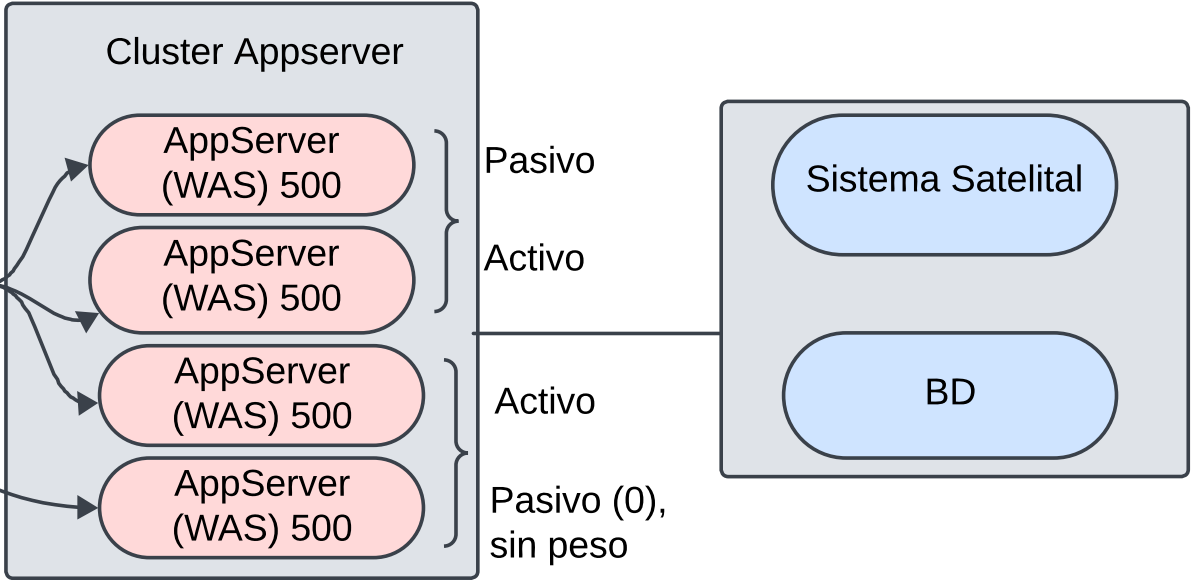 Cluster Appserver
AppServer
(WAS) 500
Pasivo
AppServer
(WAS) 500
Activo
AppServer
(WAS) 500
Activo
AppServer
(WAS) 500
Pasivo (0),
sin peso
Sistema Satelital
BD